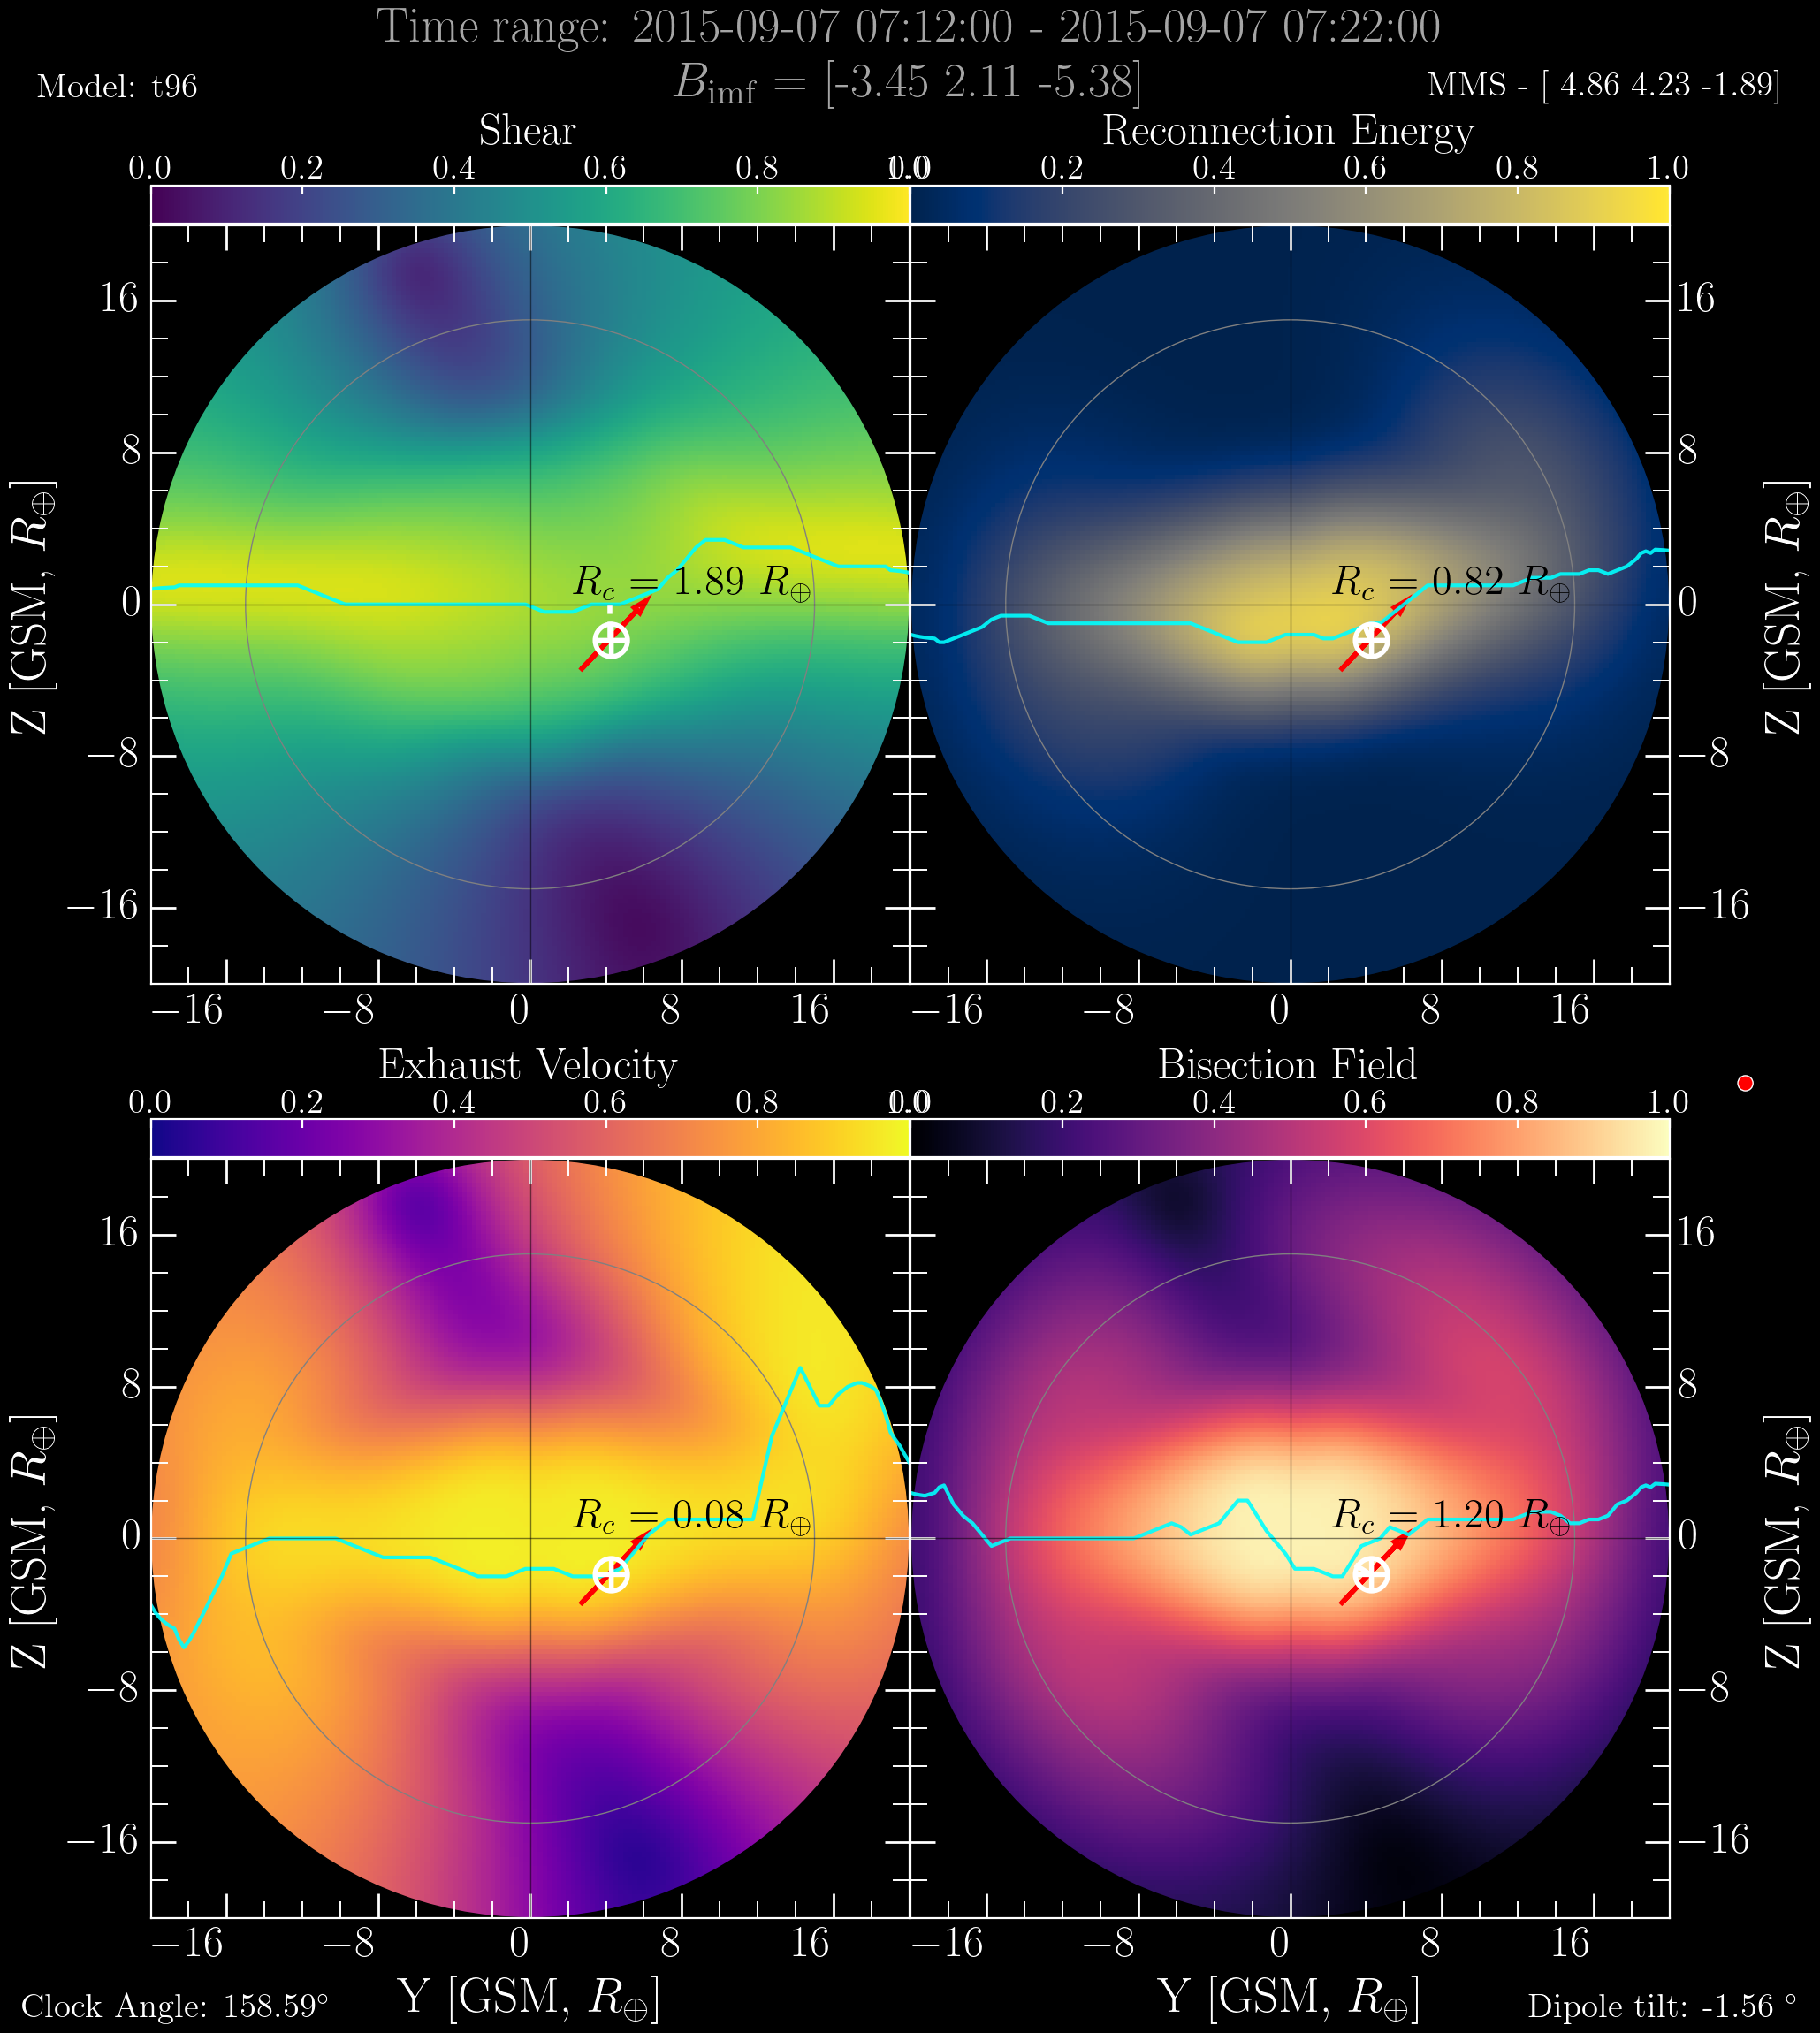 Time range: 2015-09-07 07:12:00 - 2015-09-07 07:22:00
Model: t96
B_imf = [-3.45 2.11 -5.38]
MMS - [ 4.86 4.23 -1.89]
Shear
Reconnection Energy
0.0 0.2 0.4 0.6 0.8 1.0
0.0 0.2 0.4 0.6 0.8 1.0
16
8
0
−8
−16
Z [GSM, R⊕]
R_c = 1.89 R⊕
R_c = 0.82 R⊕
16
8
0
−8
−16
Z [GSM, R⊕]
−16 −8 0 8 16
−16 −8 0 8 16
Exhaust Velocity
Bisection Field
0.0 0.2 0.4 0.6 0.8 1.0
0.0 0.2 0.4 0.6 0.8 1.0
16
8
0
−8
−16
Z [GSM, R⊕]
R_c = 0.08 R⊕
R_c = 1.20 R⊕
16
8
0
−8
−16
Z [GSM, R⊕]
−16 −8 0 8 16
−16 −8 0 8 16
Y [GSM, R⊕]
Y [GSM, R⊕]
Clock Angle: 158.59°
Dipole tilt: -1.56 °